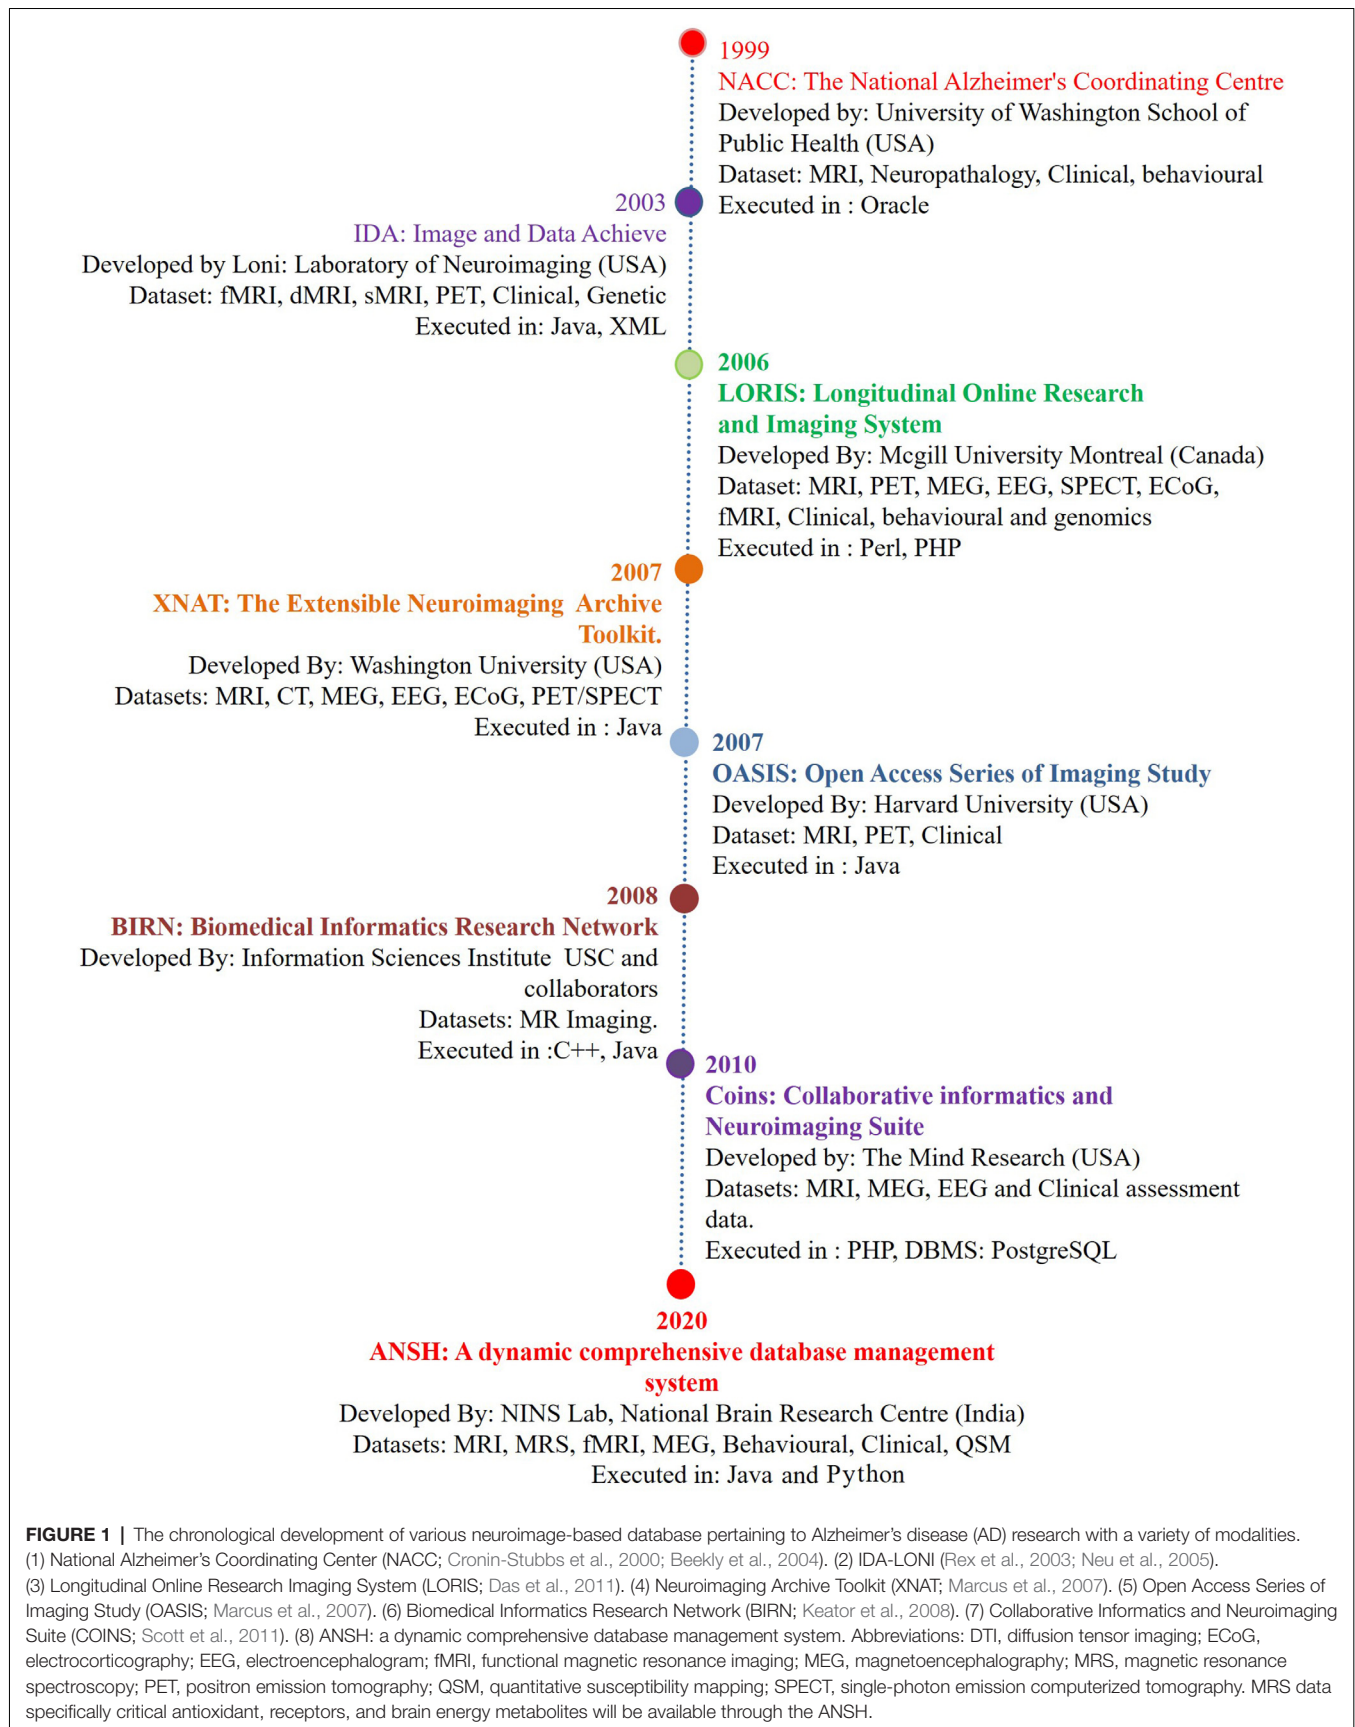 1999
NACC: The National Alzheimer's Coordinating Centre
Developed by: University of Washington School of
Public Health (USA)
Dataset: MRI, Neuropathalogy, Clinical, behavioural
Executed in : Oracle
2003
IDA: Image and Data Achieve
Developed by Loni: Laboratory of Neuroimaging (USA)
Dataset: fMRI, dMRI, sMRI, PET, Clinical, Genetic
Executed in: Java, XML
2006
LORIS: Longitudinal Online Research
and Imaging System
Developed By: Mcgill University Montreal (Canada)
Dataset: MRI, PET, MEG, EEG, SPECT, ECoG,
fMRI, Clinical, behavioural and genomics
Executed in : Perl, PHP
2007
XNAT: The Extensible Neuroimaging Archive
Toolkit.
Developed By: Washington University (USA)
Datasets: MRI, CT, MEG, EEG, ECoG, PET/SPECT
Executed in : Java
2007
OASIS: Open Access Series of Imaging Study
Developed By: Harvard University (USA)
Dataset: MRI, PET, Clinical
Executed in : Java
2008
BIRN: Biomedical Informatics Research Network
Developed By: Information Sciences Institute USC and
collaborators
Datasets: MR Imaging.
Executed in :C++, Java
2010
Coins: Collaborative informatics and
Neuroimaging Suite
Developed by: The Mind Research (USA)
Datasets: MRI, MEG, EEG and Clinical assessment
data.
Executed in : PHP, DBMS: PostgreSQL
2020
ANSH: A dynamic comprehensive database management
system
Developed By: NINS Lab, National Brain Research Centre (India)
Datasets: MRI, MRS, fMRI, MEG, Behavioural, Clinical, QSM
Executed in: Java and Python
FIGURE 1 | The chronological development of various neuroimage-based database pertaining to Alzheimer's disease (AD) research with a variety of modalities.
(1) National Alzheimer's Coordinating Center (NACC; Cronin-Stubbs et al., 2000; Beekly et al., 2004). (2) IDA-LONI (Rex et al., 2003; Neu et al., 2005).
(3) Longitudinal Online Research Imaging System (LORIS; Das et al., 2011). (4) Neuroimaging Archive Toolkit (XNAT; Marcus et al., 2007). (5) Open Access Series of
Imaging Study (OASIS; Marcus et al., 2007). (6) Biomedical Informatics Research Network (BIRN; Keator et al., 2008). (7) Collaborative Informatics and Neuroimaging
Suite (COINS; Scott et al., 2011). (8) ANSH: a dynamic comprehensive database management system. Abbreviations: DTI, diffusion tensor imaging; ECoG,
electrocorticography; EEG, electroencephalogram; fMRI, functional magnetic resonance imaging; MEG, magnetoencephalography; MRS, magnetic resonance
spectroscopy; PET, positron emission tomography; QSM, quantitative susceptibility mapping; SPECT, single-photon emission computerized tomography. MRS data
specifically critical antioxidant, receptors, and brain energy metabolites will be available through the ANSH.